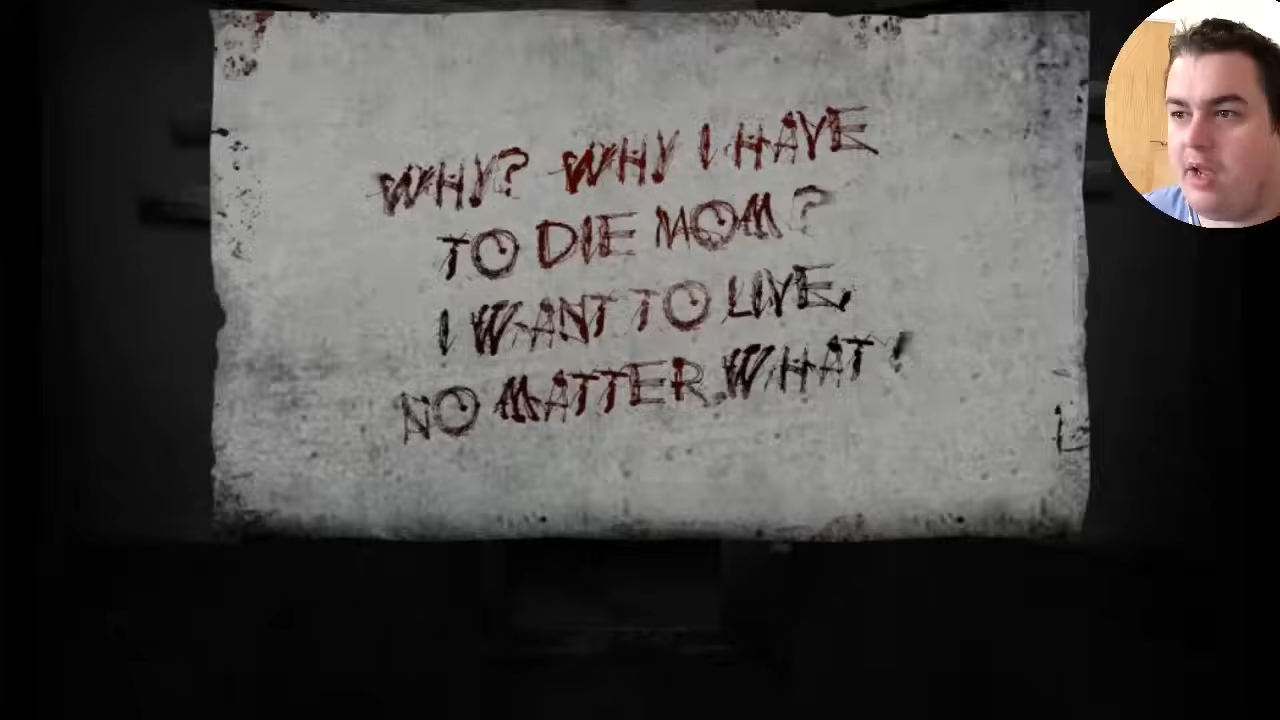 WHY? WHY I HAVE
TO DIE MOM?
I WANT TO LIVE,
NO MATTER WHAT!